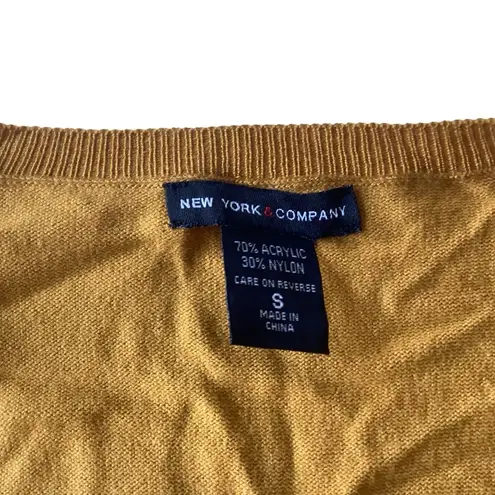 NEW YORK & COMPANY
70% ACRYLIC
30% NYLON
CARE ON REVERSE
S
MADE IN
CHINA